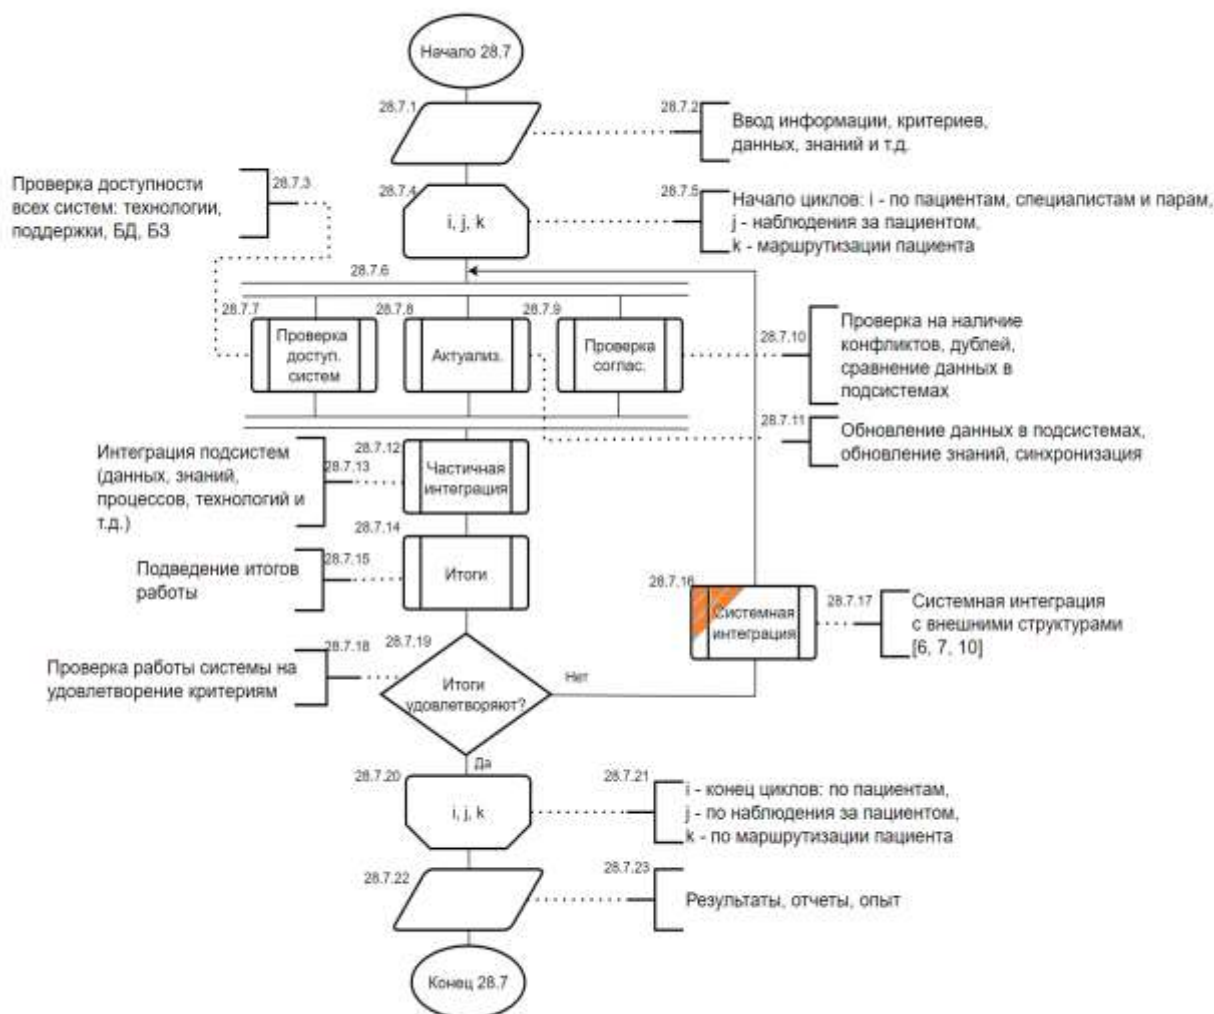 Начало 28.7
28.7.1
28.7.2
Ввод информации, критериев,
данных, знаний и т.д.
28.7.3
Проверка доступности
всех систем: технологии,
поддержки, БД, БЗ
28.7.4
i, j, k
28.7.5
Начало циклов: i - по пациентам, специалистам и парам,
j - наблюдения за пациентом,
k - маршрутизации пациента
28.7.6
28.7.7
Проверка
доступ.
систем
28.7.8
Актуализ.
28.7.9
Проверка
соглас.
28.7.10
Проверка на наличие
конфликтов, дублей,
сравнение данных в
подсистемах
28.7.11
Обновление данных в подсистемах,
обновление знаний, синхронизация
28.7.12
Частичная
интеграция
28.7.13
Интеграция подсистем
(данных, знаний,
процессов, технологий и
т.д.)
28.7.14
Итоги
28.7.15
Подведение итогов
работы
28.7.16
Системная
интеграция
28.7.17
Системная интеграция
с внешними структурами
[6, 7, 10]
28.7.18
Проверка работы системы на
удовлетворение критериям
28.7.19
Итоги
удовлетворяют?
Нет
Да
28.7.20
i, j, k
28.7.21
i - конец циклов: по пациентам,
j - по наблюдения за пациентом,
k - по маршрутизации пациента
28.7.22
28.7.23
Результаты, отчеты, опыт
Конец 28.7